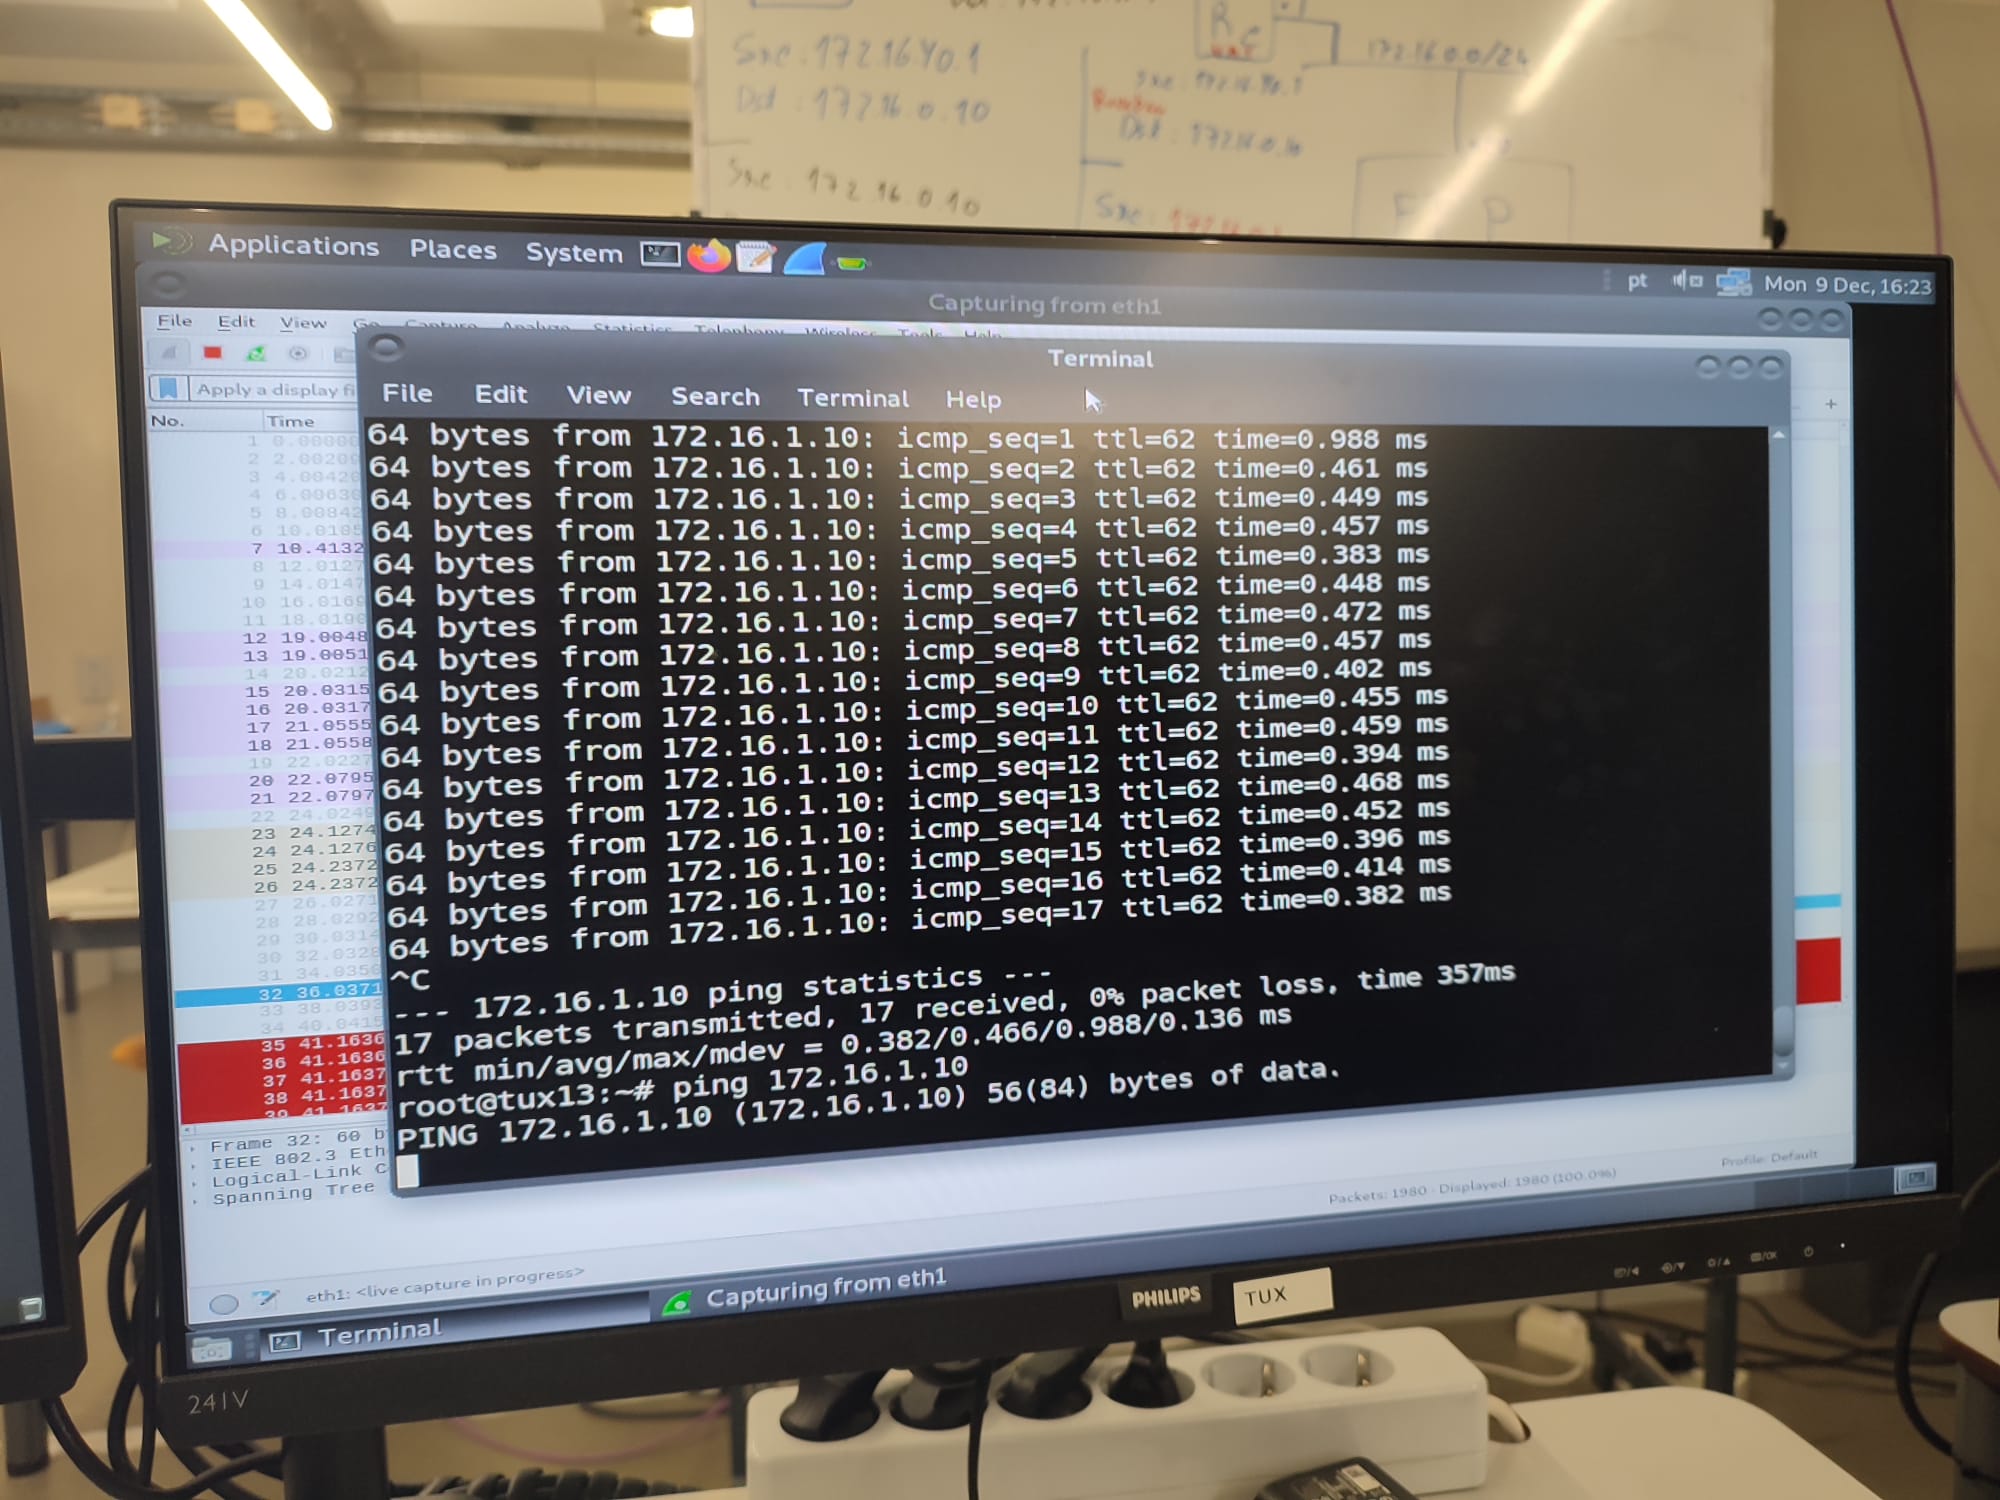 Src: 172.16.Y0.1
Dst : 172.16.0.10
Src : 172 16.0.10
Rc
NAT
172.16.0.0/24
Src : 172.16.Y0.1
Dst : 172.16.0.10
Src :
F P
Applications Places System
pt Mon 9 Dec, 16:23
Capturing from eth1
File Edit View Go Capture Analyze Statistics Telephony Wireless Tools Help
Apply a display fi
+
No. Time
1 0.00000
2 2.00209
3 4.00420
4 6.00630
5 8.00842
6 10.0105
7 10.4132
8 12.0127
9 14.0147
10 16.0169
11 18.0190
12 19.0048
13 19.0051
14 20.0212
15 20.0315
16 20.0317
17 21.0555
18 21.0558
19 22.0227
20 22.0795
21 22.0797
22 24.0249
23 24.1274
24 24.1276
25 24.2372
26 24.2372
27 26.0271
28 28.0292
29 30.0314
30 32.0328
31 34.0350
32 36.0371
33 38.0393
34 40.0415
35 41.1636
36 41.1636
37 41.1637
38 41.1637
39 41.1637
Frame 32: 60 b
IEEE 802.3 Eth
Logical-Link C
Spanning Tree
Terminal
File Edit View Search Terminal Help
64 bytes from 172.16.1.10: icmp_seq=1 ttl=62 time=0.988 ms
64 bytes from 172.16.1.10: icmp_seq=2 ttl=62 time=0.461 ms
64 bytes from 172.16.1.10: icmp_seq=3 ttl=62 time=0.449 ms
64 bytes from 172.16.1.10: icmp_seq=4 ttl=62 time=0.457 ms
64 bytes from 172.16.1.10: icmp_seq=5 ttl=62 time=0.383 ms
64 bytes from 172.16.1.10: icmp_seq=6 ttl=62 time=0.448 ms
64 bytes from 172.16.1.10: icmp_seq=7 ttl=62 time=0.472 ms
64 bytes from 172.16.1.10: icmp_seq=8 ttl=62 time=0.457 ms
64 bytes from 172.16.1.10: icmp_seq=9 ttl=62 time=0.402 ms
64 bytes from 172.16.1.10: icmp_seq=10 ttl=62 time=0.455 ms
64 bytes from 172.16.1.10: icmp_seq=11 ttl=62 time=0.459 ms
64 bytes from 172.16.1.10: icmp_seq=12 ttl=62 time=0.394 ms
64 bytes from 172.16.1.10: icmp_seq=13 ttl=62 time=0.468 ms
64 bytes from 172.16.1.10: icmp_seq=14 ttl=62 time=0.452 ms
64 bytes from 172.16.1.10: icmp_seq=15 ttl=62 time=0.396 ms
64 bytes from 172.16.1.10: icmp_seq=16 ttl=62 time=0.414 ms
64 bytes from 172.16.1.10: icmp_seq=17 ttl=62 time=0.382 ms
^C
--- 172.16.1.10 ping statistics ---
17 packets transmitted, 17 received, 0% packet loss, time 357ms
rtt min/avg/max/mdev = 0.382/0.466/0.988/0.136 ms
root@tux13:~# ping 172.16.1.10
PING 172.16.1.10 (172.16.1.10) 56(84) bytes of data.
eth1: <live capture in progress>
Packets: 1980 · Displayed: 1980 (100.0%)
Profile: Default
Terminal
Capturing from eth1
PHILIPS
TUX
241V